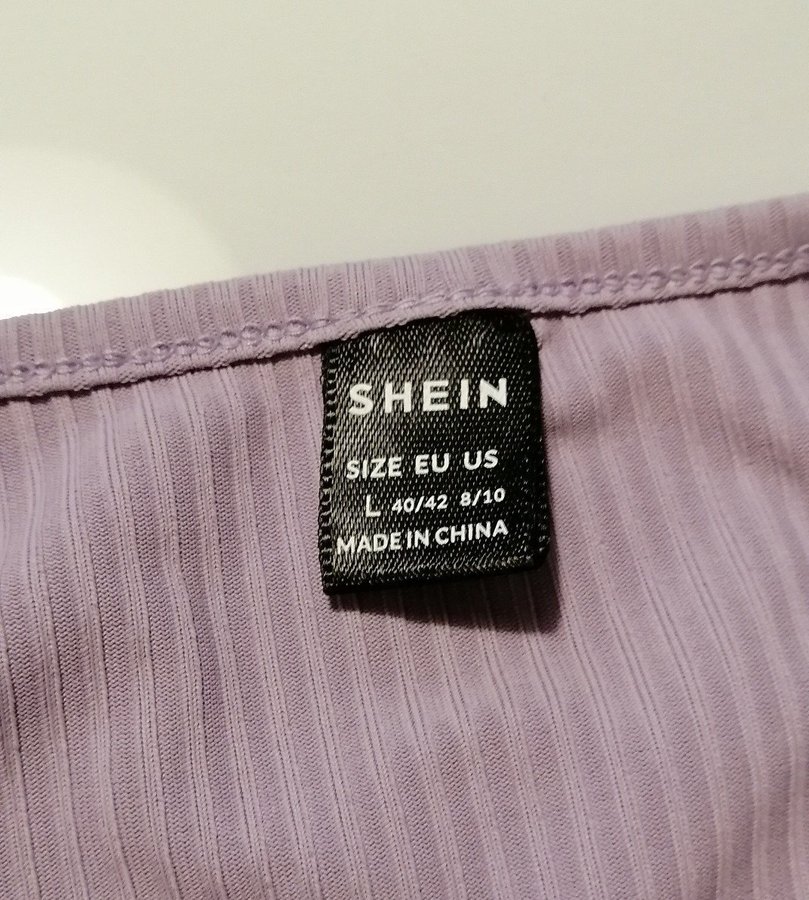 SHEIN
SIZE EU US
L 40/42 8/10
MADE IN CHINA